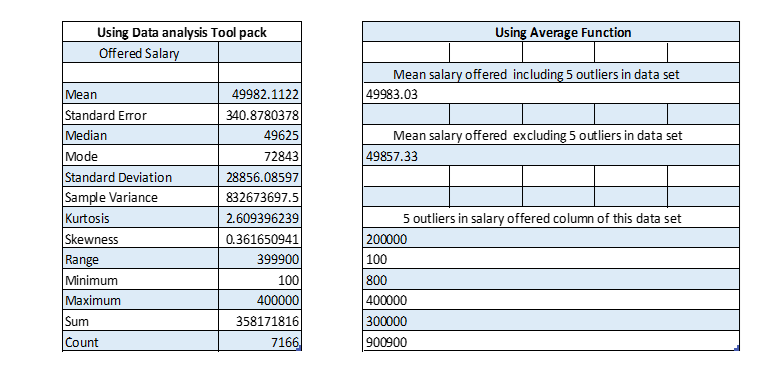 Using Data analysis Tool pack
Offered Salary
Mean 49982.1122
Standard Error 340.8780378
Median 49625
Mode 72843
Standard Deviation 28856.08597
Sample Variance 832673697.5
Kurtosis 2.609396239
Skewness 0.361650941
Range 399900
Minimum 100
Maximum 400000
Sum 358171816
Count 7166
Using Average Function
Mean salary offered including 5 outliers in data set
49983.03
Mean salary offered excluding 5 outliers in data set
49857.33
5 outliers in salary offered column of this data set
200000
100
800
400000
300000
900900